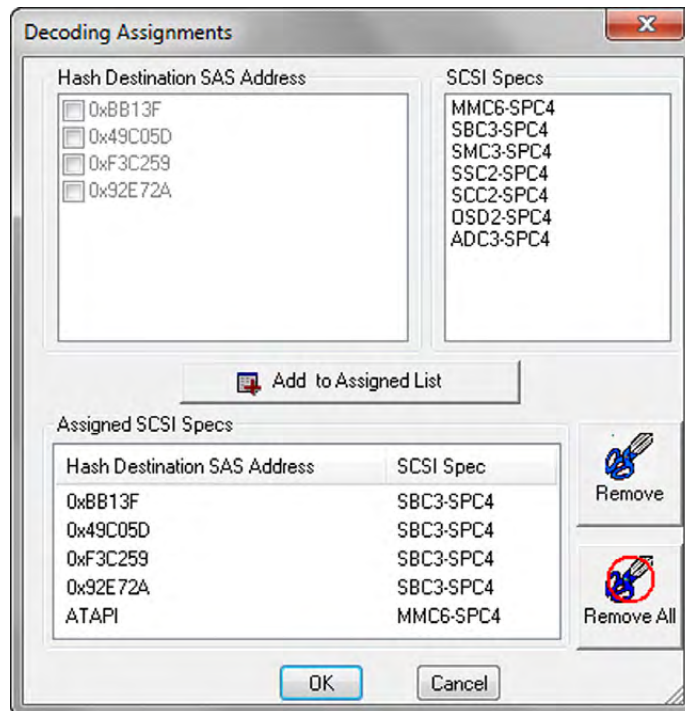 Decoding Assignments
Hash Destination SAS Address
0xBB13F
0x49C05D
0xF3C259
0x92E72A
SCSI Specs
MMC6-SPC4
SBC3-SPC4
SMC3-SPC4
SSC2-SPC4
SCC2-SPC4
OSD2-SPC4
ADC3-SPC4
Add to Assigned List
Assigned SCSI Specs
Hash Destination SAS Address SCSI Spec
0xBB13F SBC3-SPC4
0x49C05D SBC3-SPC4
0xF3C259 SBC3-SPC4
0x92E72A SBC3-SPC4
ATAPI MMC6-SPC4
Remove
Remove All
OK Cancel